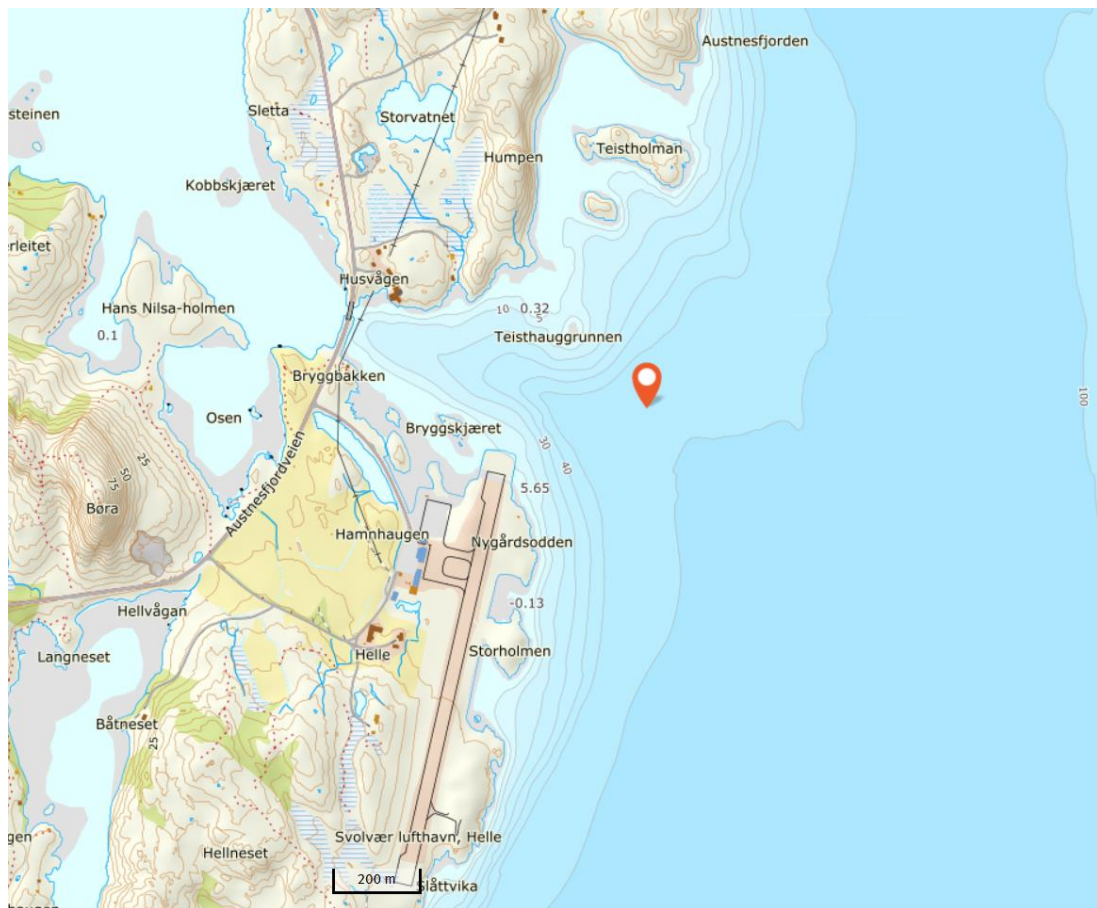 Austnesfjorden
steinen
Sletta
Storvatnet
Teistholman
Humpen
Kobbskjæret
erleitet
Husvågen
Hans Nilsa-holmen
10
0.32
5
0.1
Teisthauggrunnen
Bryggbakken
100
Osen
Bryggskjæret
30
40
25
50
75
Austnesfjordveien
5.65
Børa
Hamnhaugen
Nygårdsodden
-0.13
Hellvågan
Langneset
Helle
Storholmen
Båtneset
25
gen
Svolvær lufthavn, Helle
Hellneset
200 m
Slåttvika